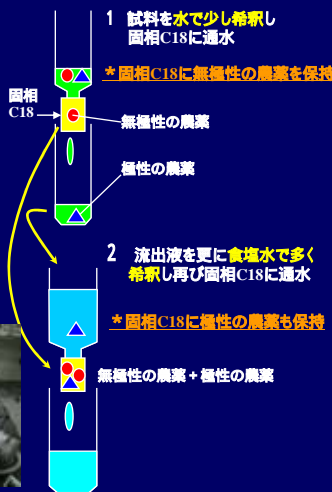 1 試料を水で少し希釈し
固相C18に通水
＊固相C18に無極性の農薬を保持
固相
C18
無極性の農薬
極性の農薬
2 流出液を更に食塩水で多く
希釈し再び固相C18に通水
＊固相C18に極性の農薬も保持
無極性の農薬＋極性の農薬